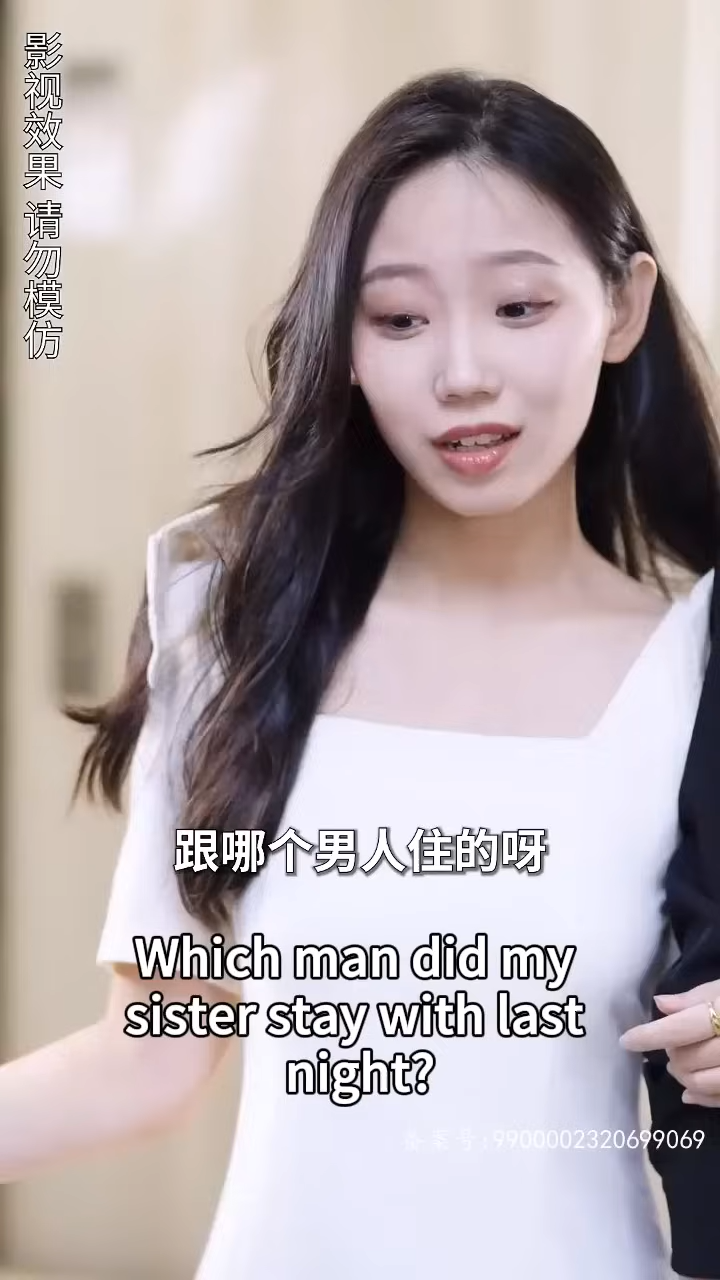 影视效果 请勿模仿
跟哪个男人住的呀
Which man did my
sister stay with last
night?
备案号:9900002320699069